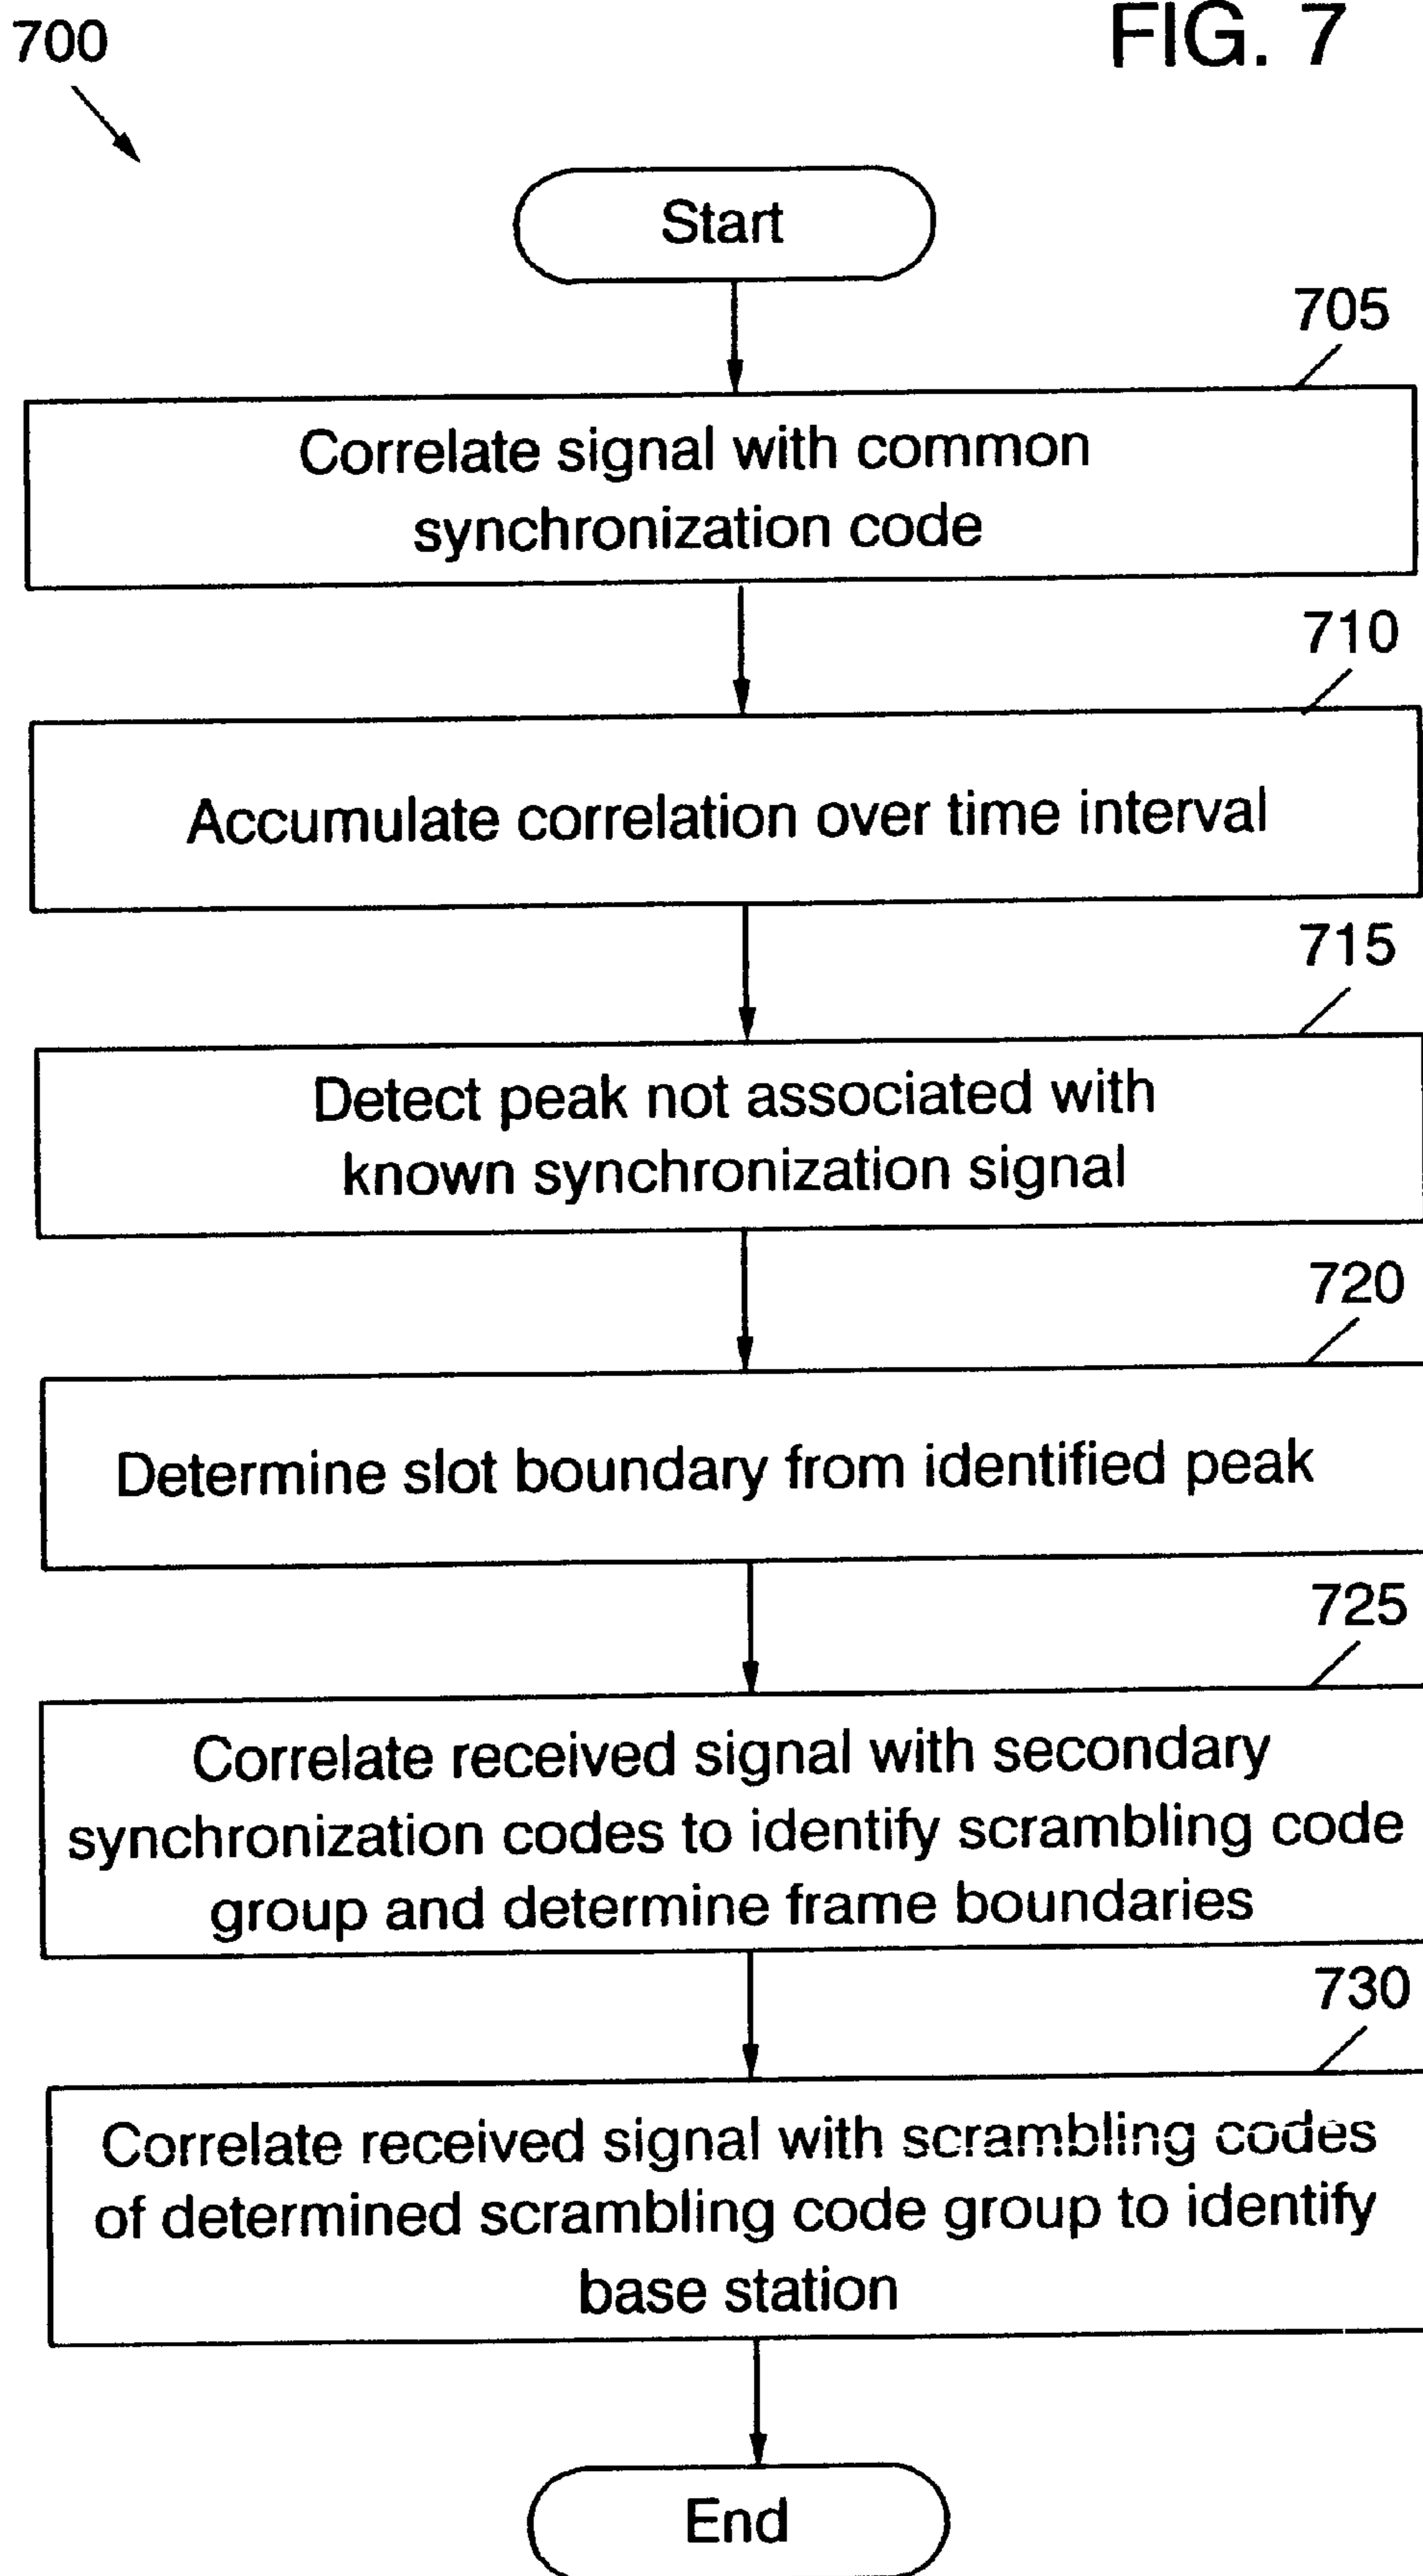 700
FIG. 7
Start
705
Correlate signal with common
synchronization code
710
Accumulate correlation over time interval
715
Detect peak not associated with
known synchronization signal
720
Determine slot boundary from identified peak
725
Correlate received signal with secondary
synchronization codes to identify scrambling code
group and determine frame boundaries
730
Correlate received signal with scrambling codes
of determined scrambling code group to identify
base station
End